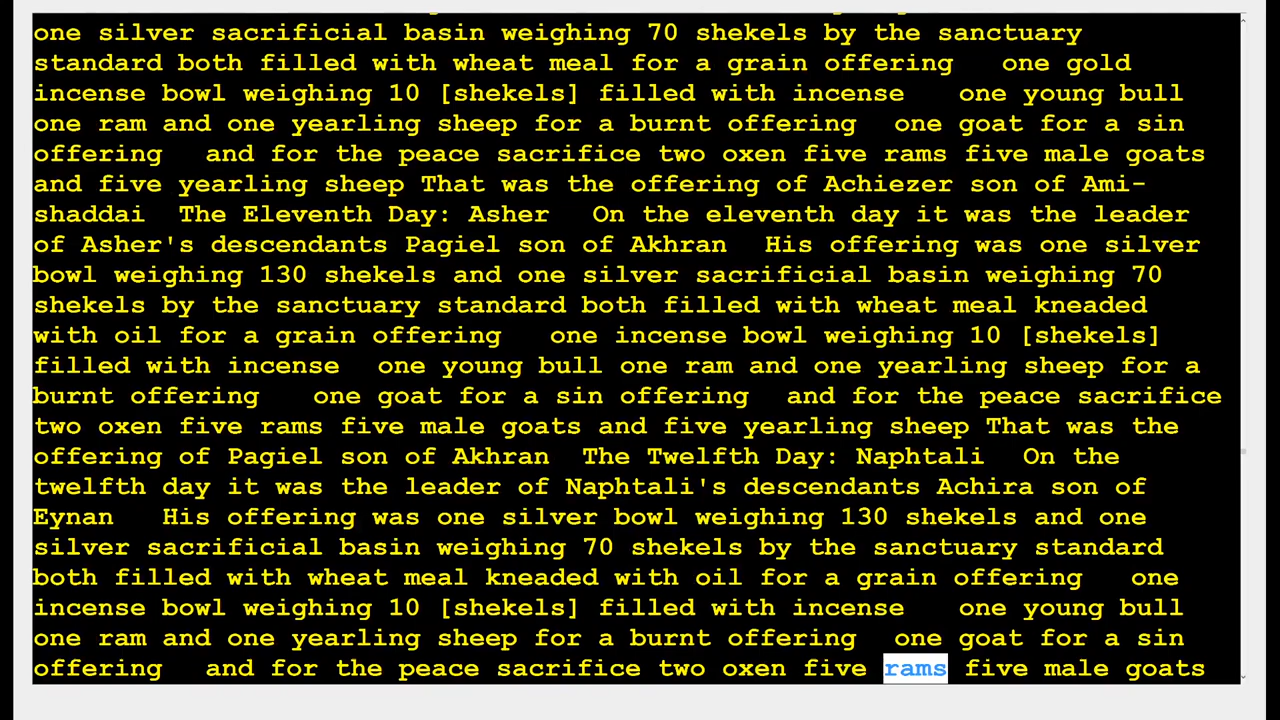 one silver sacrificial basin weighing 70 shekels by the sanctuary
standard both filled with wheat meal for a grain offering   one gold
incense bowl weighing 10 [shekels] filled with incense   one young bull
one ram and one yearling sheep for a burnt offering   one goat for a sin
offering   and for the peace sacrifice two oxen five rams five male goats
and five yearling sheep That was the offering of Achiezer son of Ami-
shaddai  The Eleventh Day: Asher   On the eleventh day it was the leader
of Asher's descendants Pagiel son of Akhran   His offering was one silver
bowl weighing 130 shekels and one silver sacrificial basin weighing 70
shekels by the sanctuary standard both filled with wheat meal kneaded
with oil for a grain offering   one incense bowl weighing 10 [shekels]
filled with incense   one young bull one ram and one yearling sheep for a
burnt offering   one goat for a sin offering   and for the peace sacrifice
two oxen five rams five male goats and five yearling sheep That was the
offering of Pagiel son of Akhran  The Twelfth Day: Naphtali   On the
twelfth day it was the leader of Naphtali's descendants Achira son of
Eynan   His offering was one silver bowl weighing 130 shekels and one
silver sacrificial basin weighing 70 shekels by the sanctuary standard
both filled with wheat meal kneaded with oil for a grain offering   one
incense bowl weighing 10 [shekels] filled with incense   one young bull
one ram and one yearling sheep for a burnt offering   one goat for a sin
offering   and for the peace sacrifice two oxen five rams five male goats